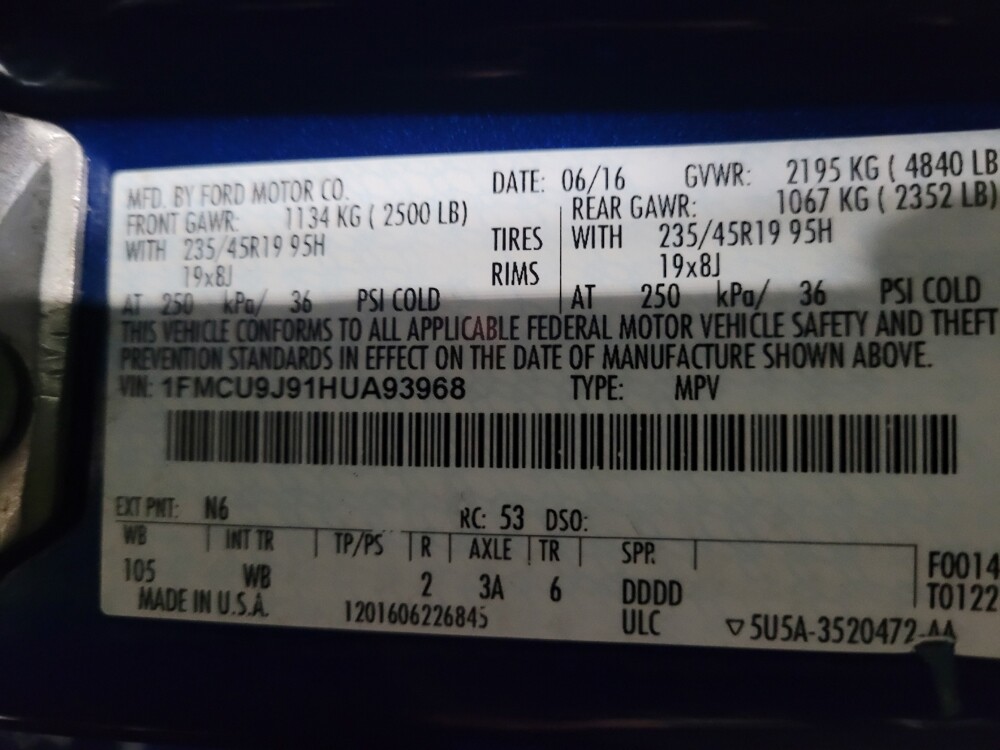 MFD. BY FORD MOTOR CO. DATE: 06/16 GVWR: 2195 KG ( 4840 LB
FRONT GAWR: 1134 KG ( 2500 LB) REAR GAWR: 1067 KG ( 2352 LB)
WITH 235/45R19 95H TIRES WITH 235/45R19 95H
19x8J RIMS 19x8J
AT 250 kPa/ 36 PSI COLD AT 250 kPa/ 36 PSI COLD
THIS VEHICLE CONFORMS TO ALL APPLICABLE FEDERAL MOTOR VEHICLE SAFETY AND THEFT
PREVENTION STANDARDS IN EFFECT ON THE DATE OF MANUFACTURE SHOWN ABOVE.
VIN: 1FMCU9J91HUA93968 TYPE: MPV
EXT PNT: N6 RC: 53 DSO:
WB INT TR TP/PS R AXLE TR SPR F0014
105 WB 2 3A 6 DDDD T0122
MADE IN U.S.A. 1201606226845 ULC ▽5U5A-3520472-AA